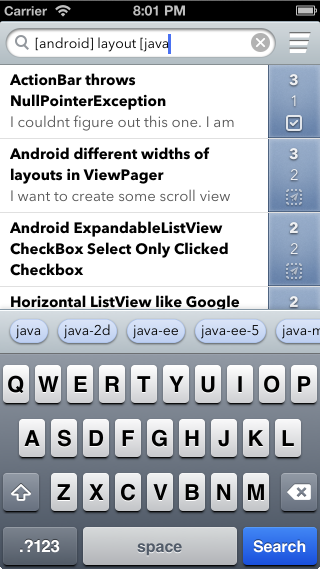 Carrier 8:01 PM
[android] layout [java
ActionBar throws 3
NullPointerException 1
I couldnt figure out this one. I am
Android different widths of 3
layouts in ViewPager 2
I want to create some scroll view
Android ExpandableListView 2
CheckBox Select Only Clicked 2
Checkbox
Horizontal ListView like Google 2
java java-2d java-ee java-ee-5 java-m
Q W E R T Y U I O P
A S D F G H J K L
Z X C V B N M
.?123 space Search